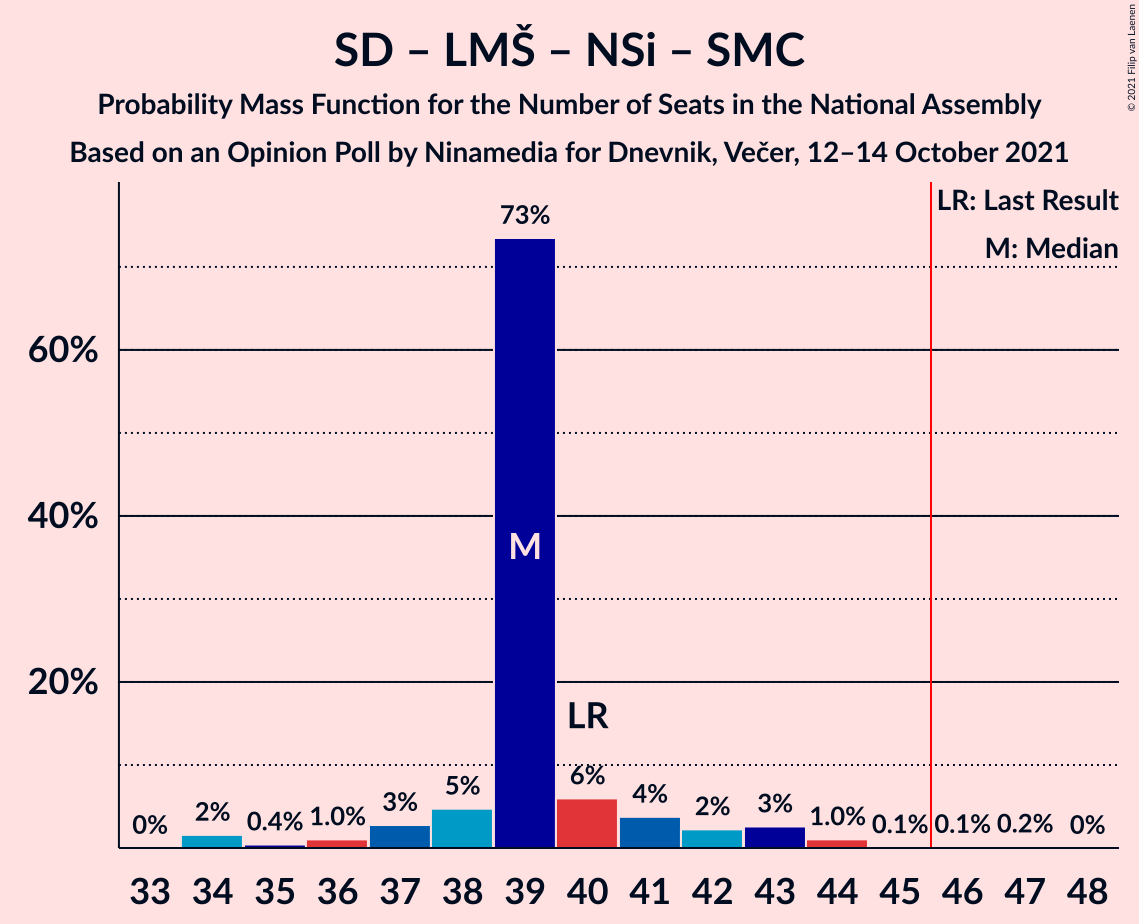 SD – LMŠ – NSi – SMC
Probability Mass Function for the Number of Seats in the National Assembly
Based on an Opinion Poll by Ninamedia for Dnevnik, Večer, 12–14 October 2021
© 2021 Filip van Laenen
LR: Last Result
M: Median
60%
40%
20%
0%
2%
0.4%
1.0%
3%
5%
73%
M
LR
6%
4%
2%
3%
1.0%
0.1%
0.1%
0.2%
0%
33 34 35 36 37 38 39 40 41 42 43 44 45 46 47 48